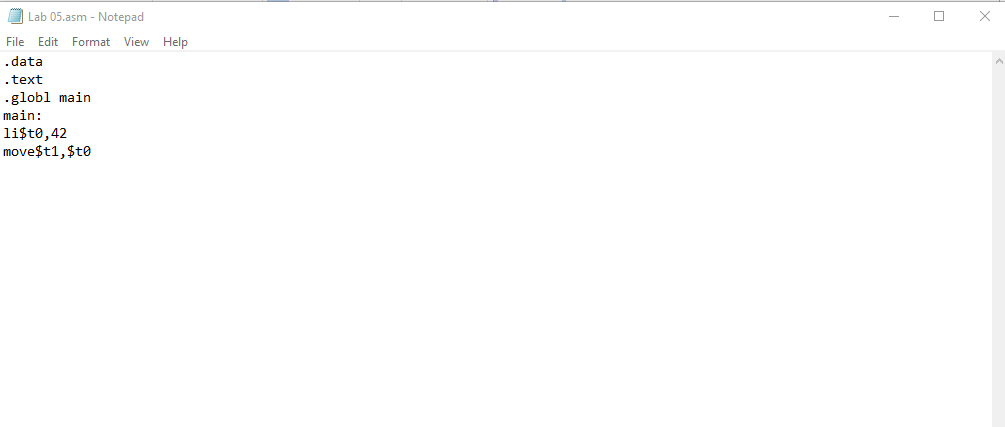 Lab 05.asm - Notepad
File Edit Format View Help
.data
.text
.globl main
main:
li$t0,42
move$t1,$t0